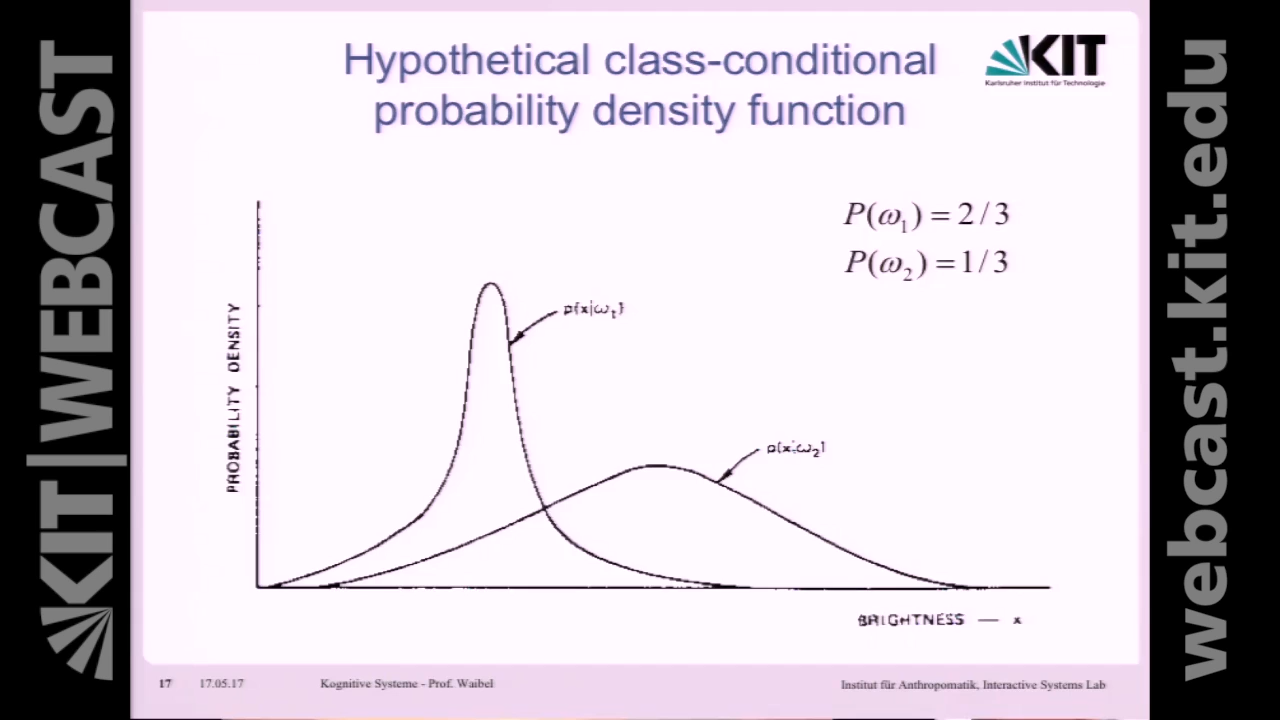 KIT|WEBCAST
Hypothetical class-conditional
probability density function
KIT
Karlsruher Institut für Technologie
P(ω₁) = 2/3
P(ω₂) = 1/3
PROBABILITY DENSITY
p(x|ω₁)
p(x|ω₂)
BRIGHTNESS — x
17 17.05.17 Kognitive Systeme - Prof. Waibel Institut für Anthropomatik, Interactive Systems Lab
webcast.kit.edu